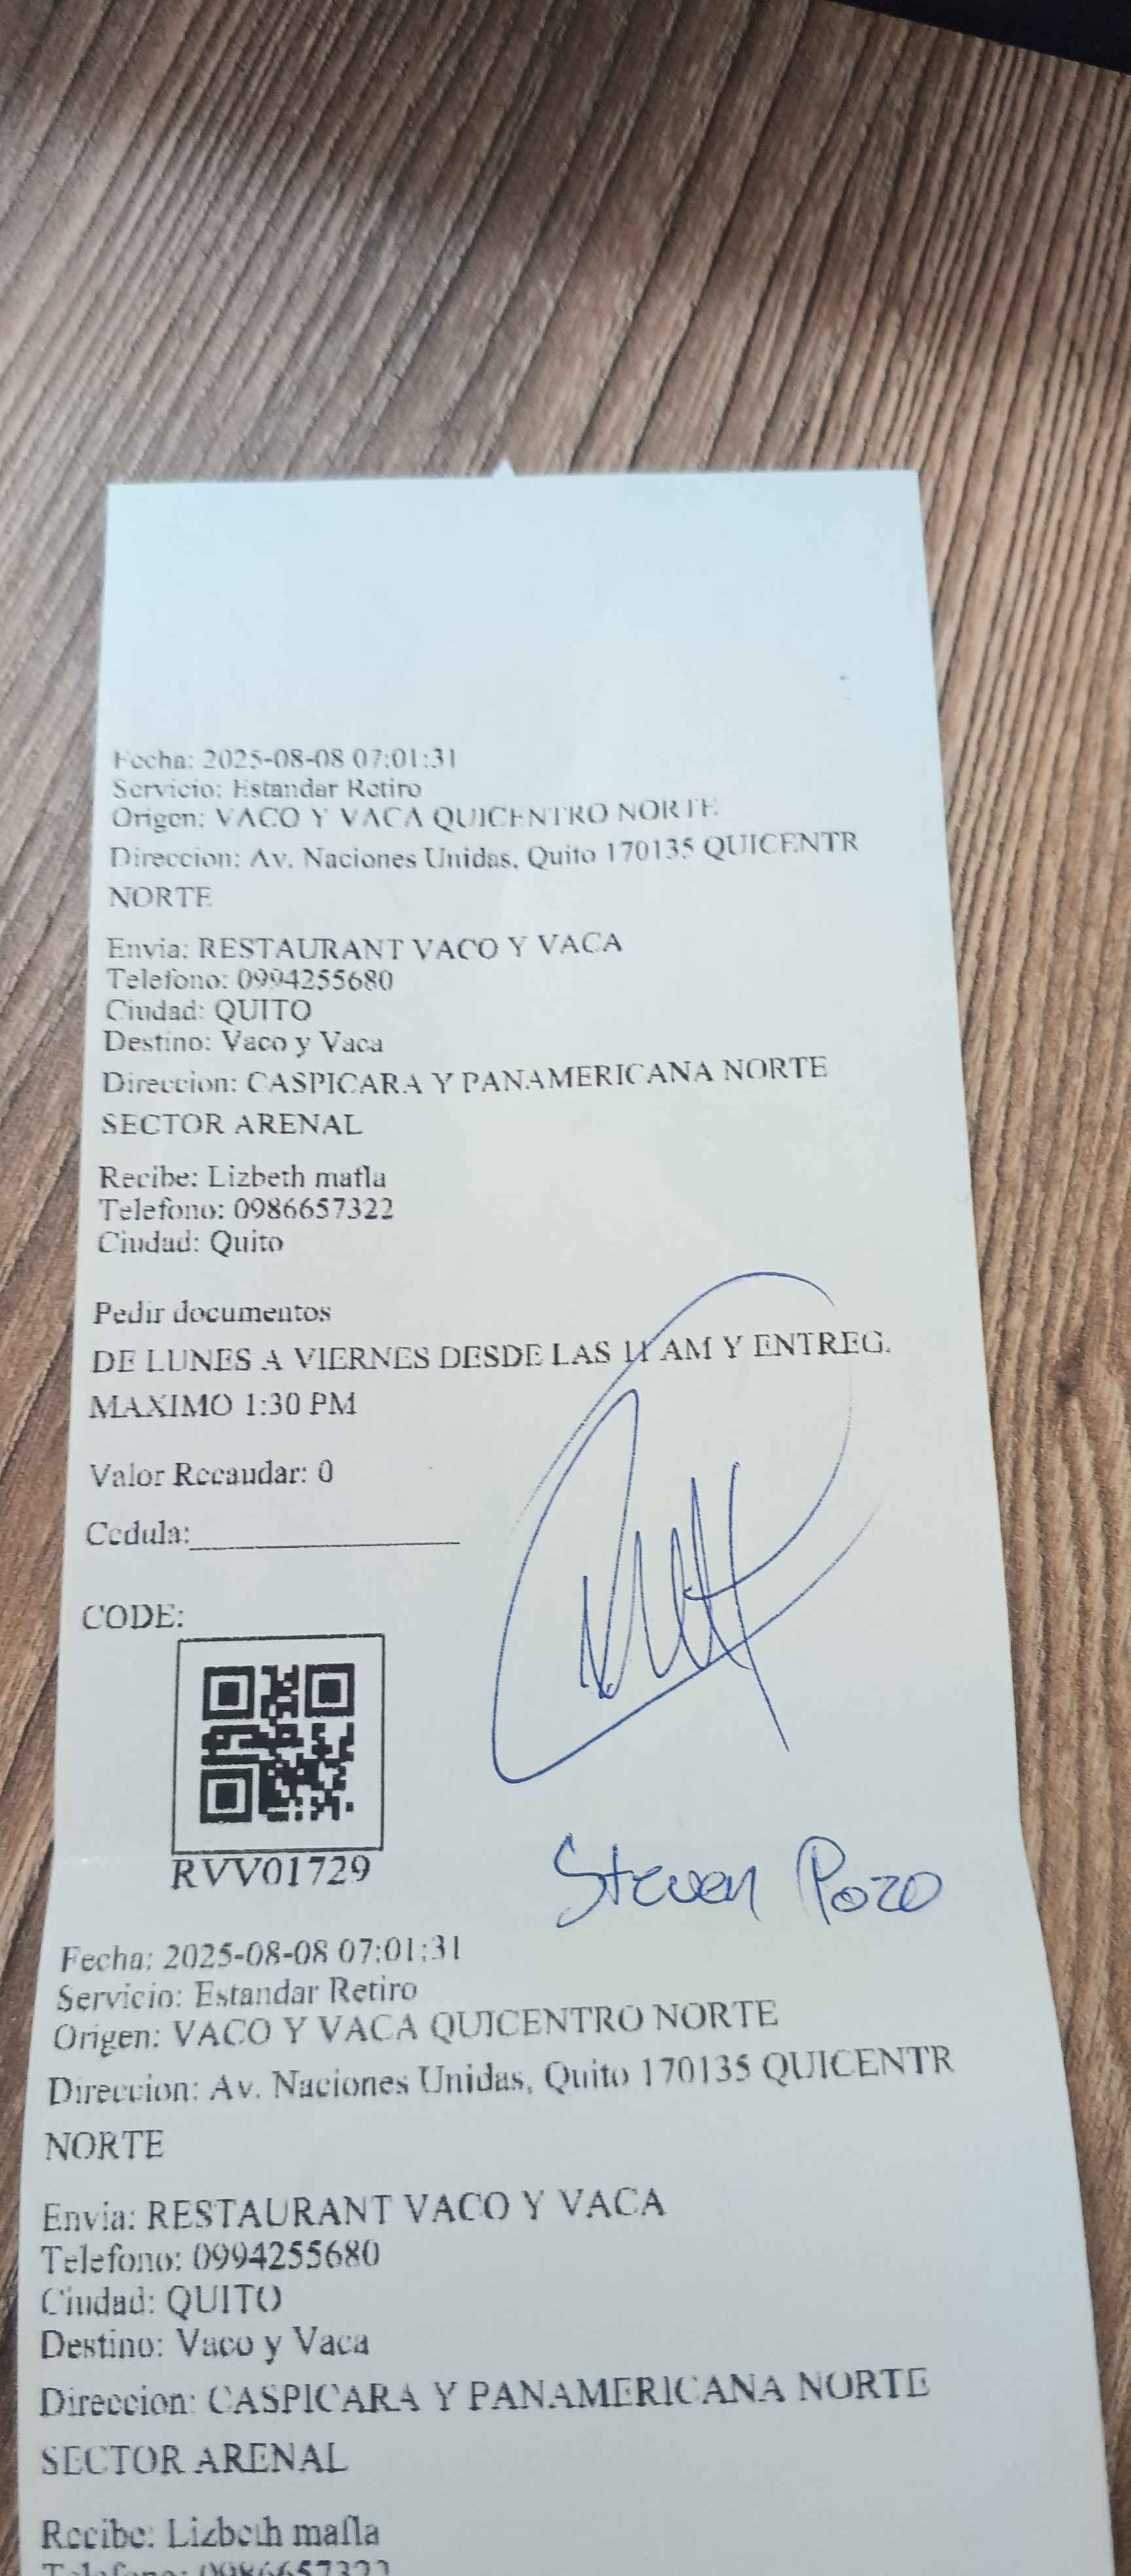 Fecha: 2025-08-08 07:01:31
Servicio: Estandar Retiro
Origen: VACO Y VACA QUICENTRO NORTE
Direccion: Av. Naciones Unidas, Quito 170135 QUICENTR
NORTE
Envia: RESTAURANT VACO Y VACA
Telefono: 0994255680
Ciudad: QUITO
Destino: Vaco y Vaca
Direccion: CASPICARA Y PANAMERICANA NORTE
SECTOR ARENAL
Recibe: Lizbeth mafla
Telefono: 0986657322
Ciudad: Quito
Pedir documentos
DE LUNES A VIERNES DESDE LAS 11 AM Y ENTREG.
MAXIMO 1:30 PM
Valor Recaudar: 0
Cedula:
CODE:
RVV01729
Steven Pozo
Fecha: 2025-08-08 07:01:31
Servicio: Estandar Retiro
Origen: VACO Y VACA QUICENTRO NORTE
Direccion: Av. Naciones Unidas, Quito 170135 QUICENTR
NORTE
Envia: RESTAURANT VACO Y VACA
Telefono: 0994255680
Ciudad: QUITO
Destino: Vaco y Vaca
Direccion: CASPICARA Y PANAMERICANA NORTE
SECTOR ARENAL
Recibe: Lizbeth mafla
Telefono: 0986657322